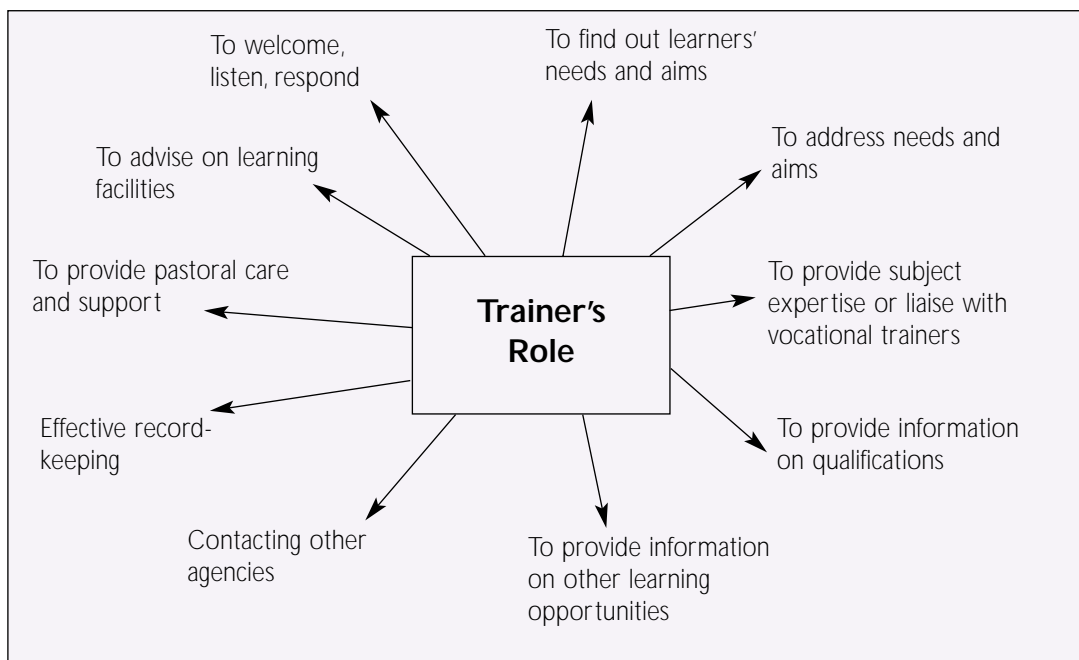 To welcome,
listen, respond
To find out learners'
needs and aims
To advise on learning
facilities
To address needs and
aims
To provide pastoral care
and support
Trainer's
Role
To provide subject
expertise or liaise with
vocational trainers
Effective record-
keeping
To provide information
on qualifications
Contacting other
agencies
To provide information
on other learning
opportunities